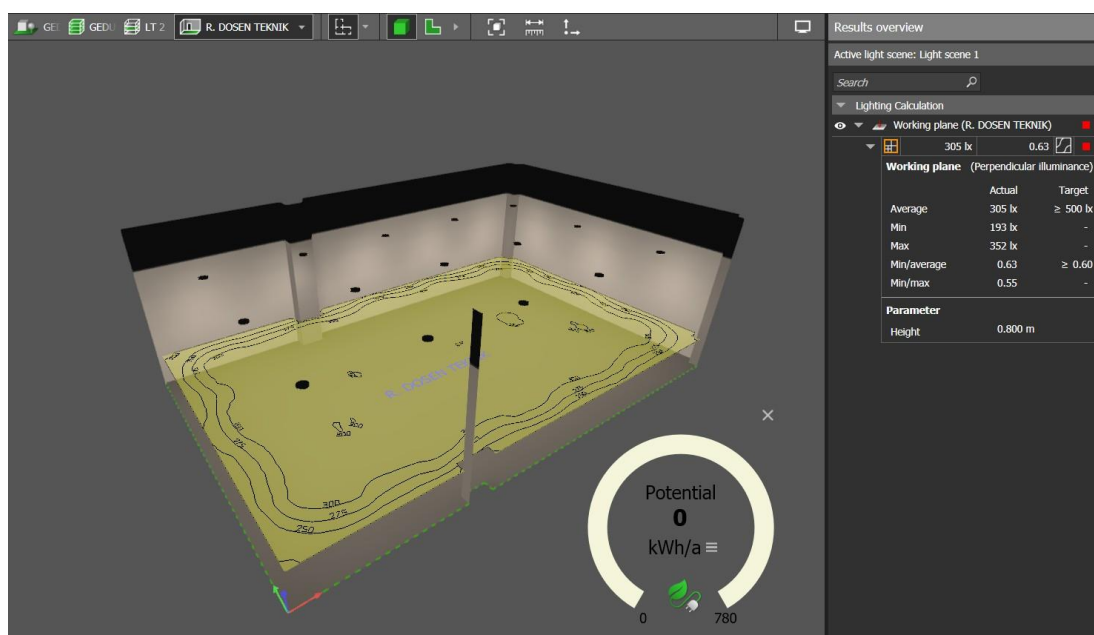 GEI GEDU LT 2 R. DOSEN TEKNIK
Results overview
Active light scene: Light scene 1
Search
Lighting Calculation
Working plane (R. DOSEN TEKNIK)
305 lx 0.63
Working plane (Perpendicular illuminance)
Actual Target
Average 305 lx ≥ 500 lx
Min 193 lx -
Max 352 lx -
Min/average 0.63 ≥ 0.60
Min/max 0.55 -
Parameter
Height 0.800 m
R. DOSEN TEKNIK
300
275
250
Potential
0
kWh/a
0 780